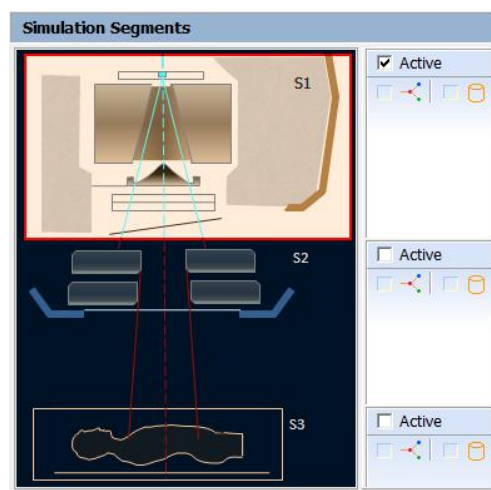 Simulation Segments
S1
Active
S2
Active
S3
Active